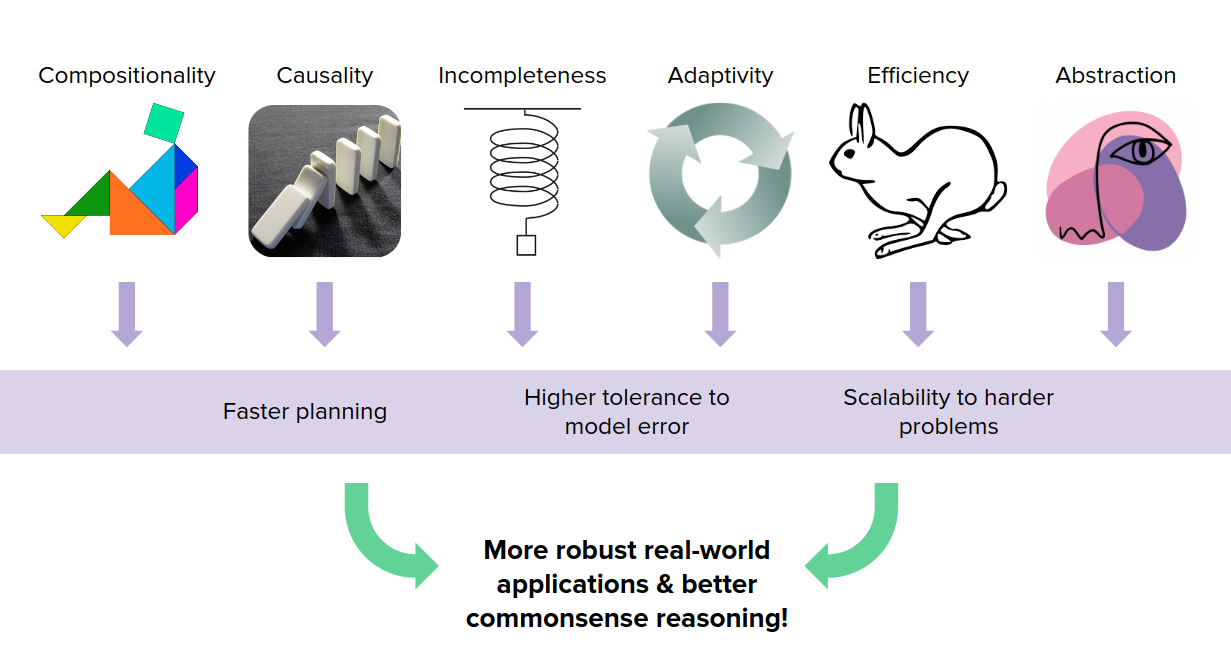 Compositionality
Causality
Incompleteness
Adaptivity
Efficiency
Abstraction
Faster planning
Higher tolerance to
model error
Scalability to harder
problems
More robust real-world
applications & better
commonsense reasoning!